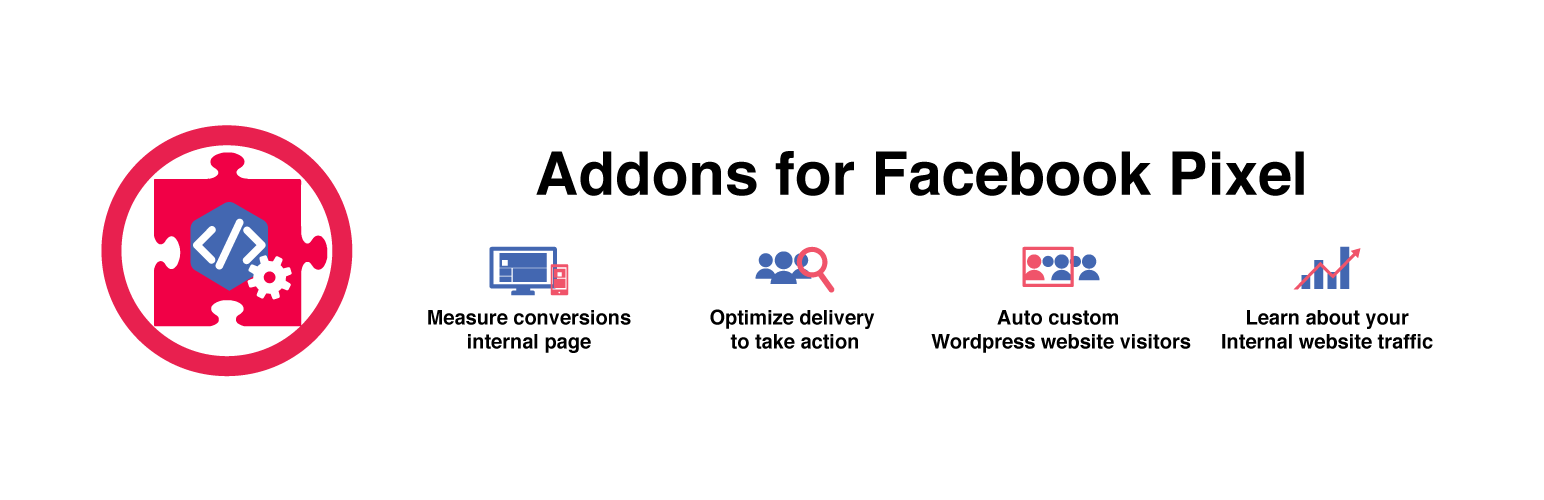 Addons for Facebook Pixel
Measure conversions
internal page
Optimize delivery
to take action
Auto custom
Wordpress website visitors
Learn about your
Internal website traffic